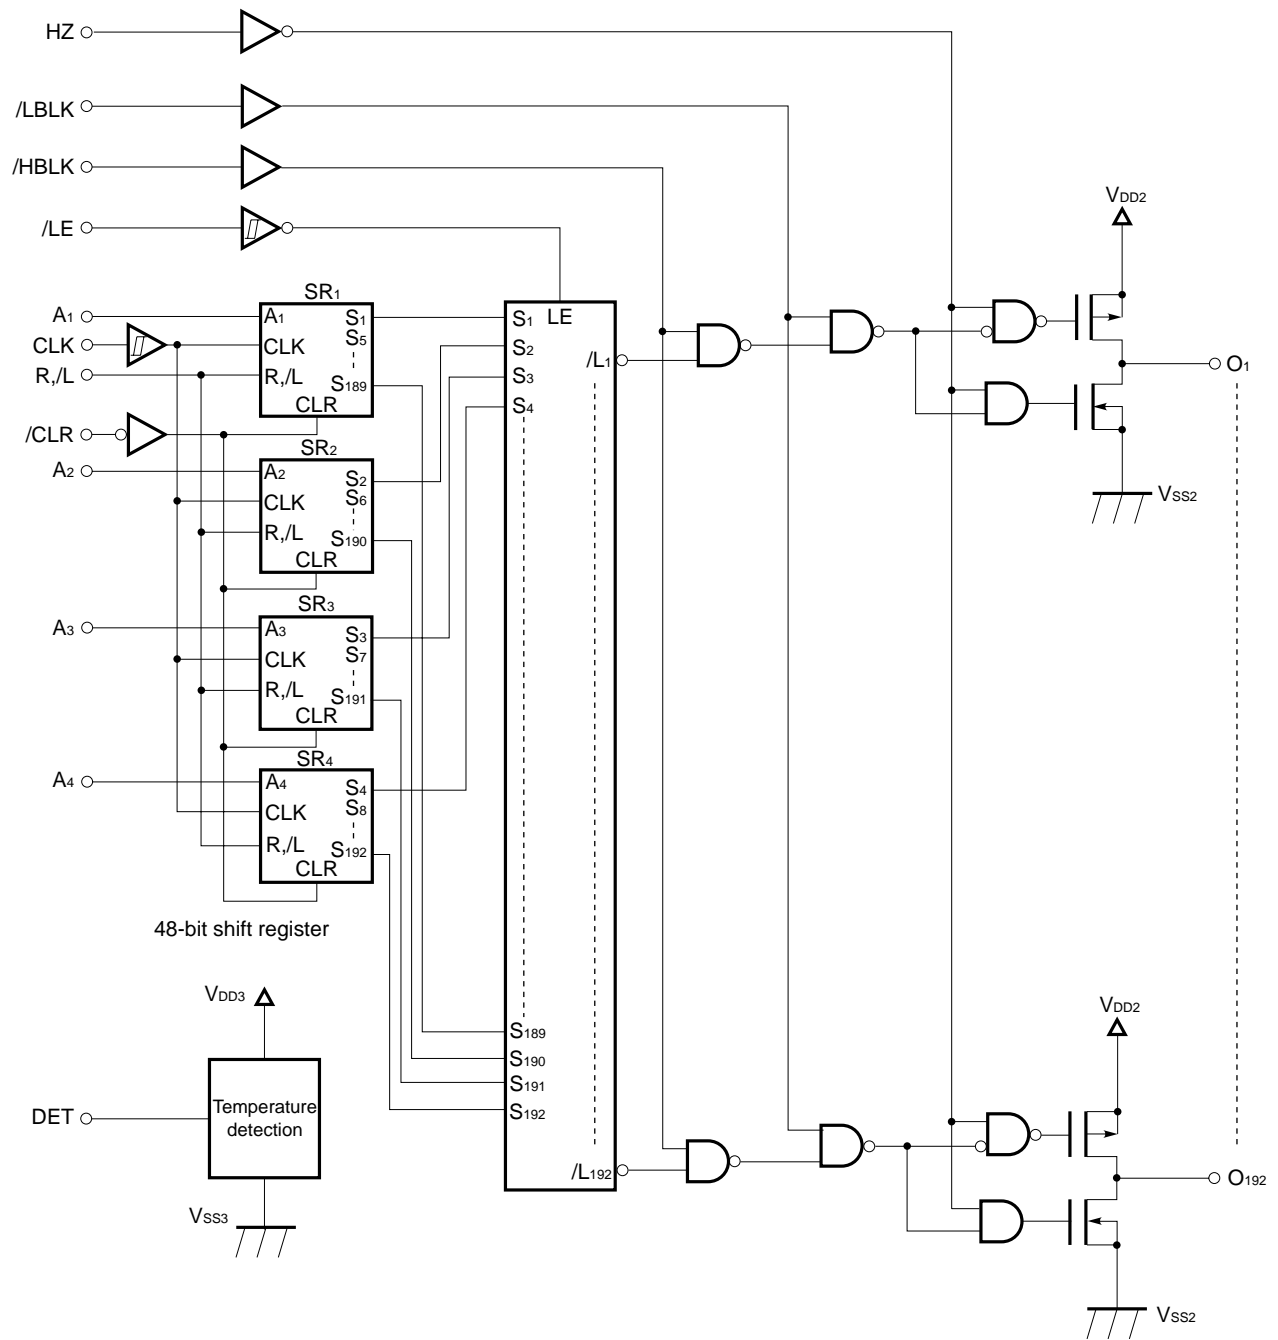 HZ
/LBLK
/HBLK
/LE
VDD2
SR1
A1
A1
S1
S1
LE
CLK
CLK
S5
S2
/L1
O1
R,/L
R,/L
S189
S3
CLR
S4
/CLR
SR2
A2
A2
S2
CLK
S6
VSS2
R,/L
S190
CLR
SR3
A3
A3
S3
CLK
S7
R,/L
S191
CLR
SR4
A4
A4
S4
CLK
S8
R,/L
S192
CLR
48-bit shift register
VDD3
VDD2
S189
S190
S191
S192
DET
Temperature
detection
/L192
O192
VSS3
VSS2